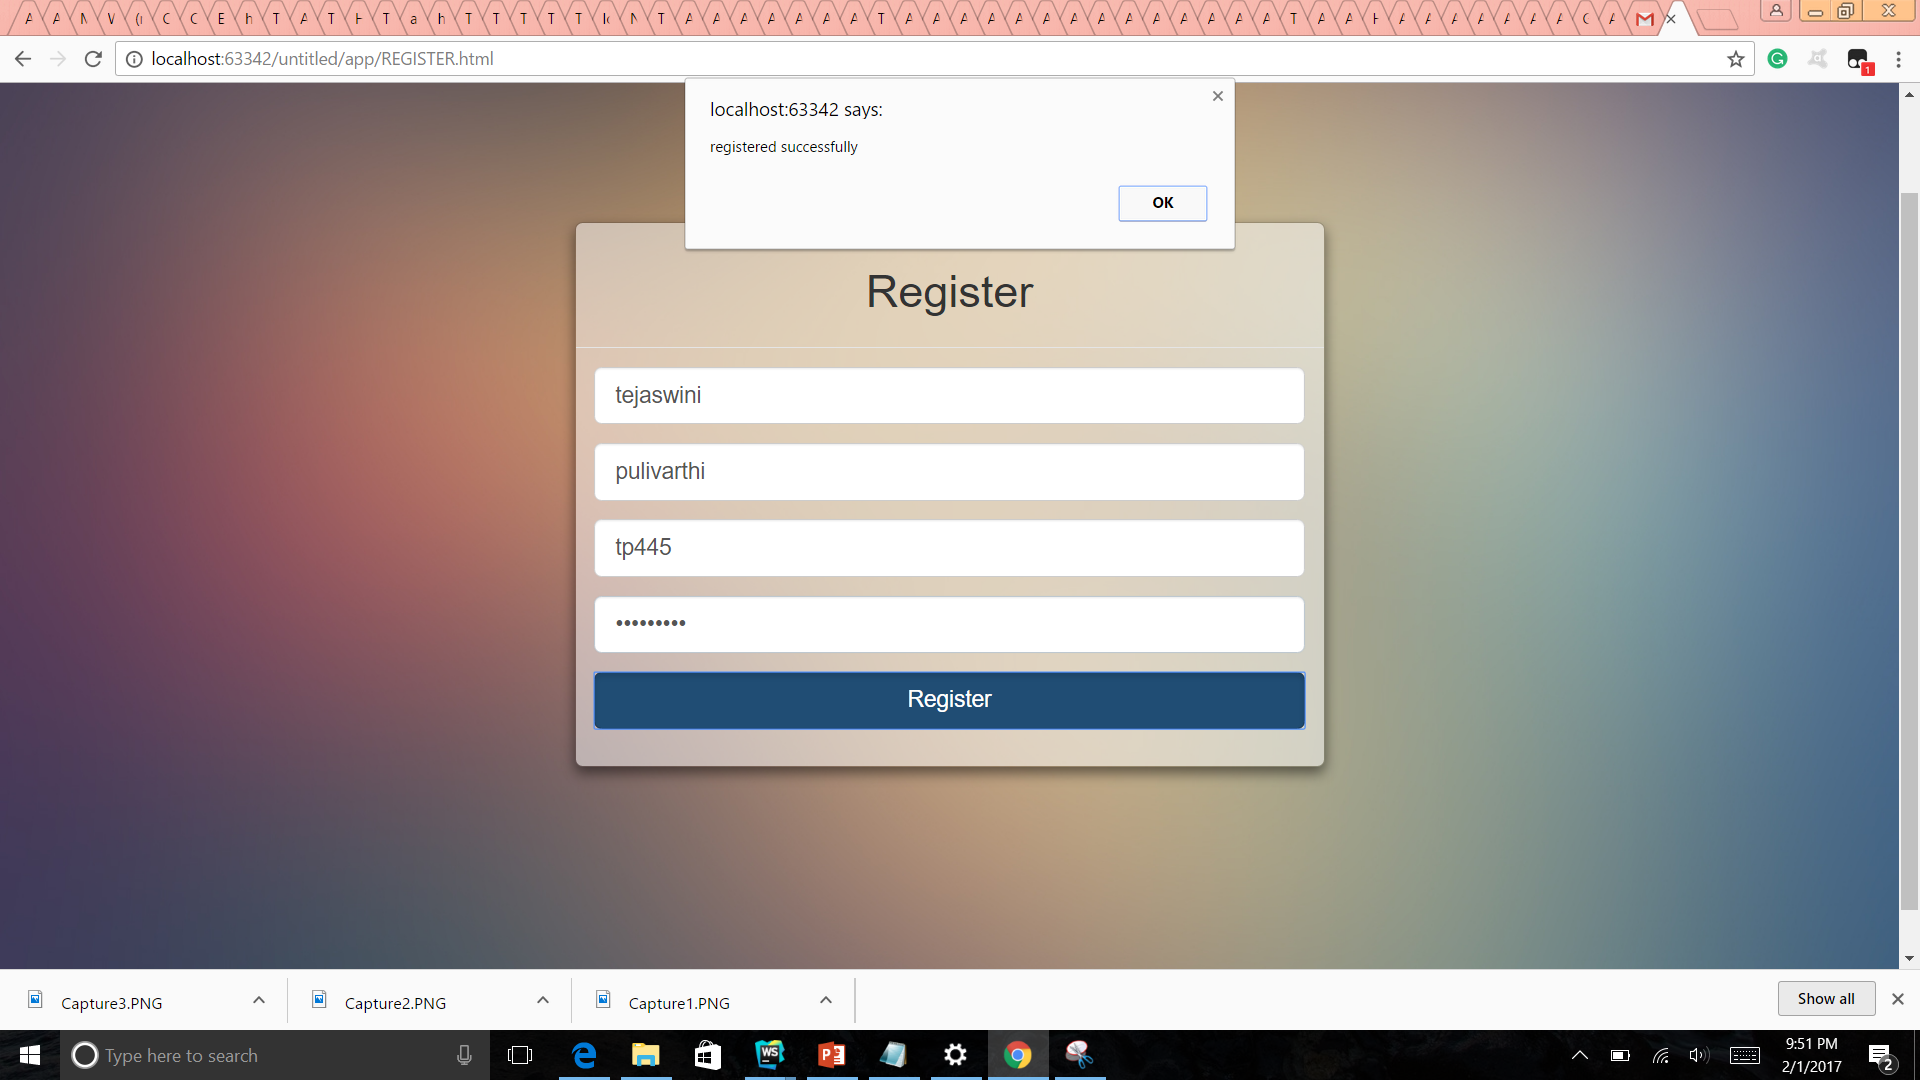 localhost:63342/untitled/app/REGISTER.html
localhost:63342 says:
registered successfully
OK
Register
tejaswini
pulivarthi
tp445
•••••••••
Register
Capture3.PNG
Capture2.PNG
Capture1.PNG
Show all
Type here to search
9:51 PM
2/1/2017
2